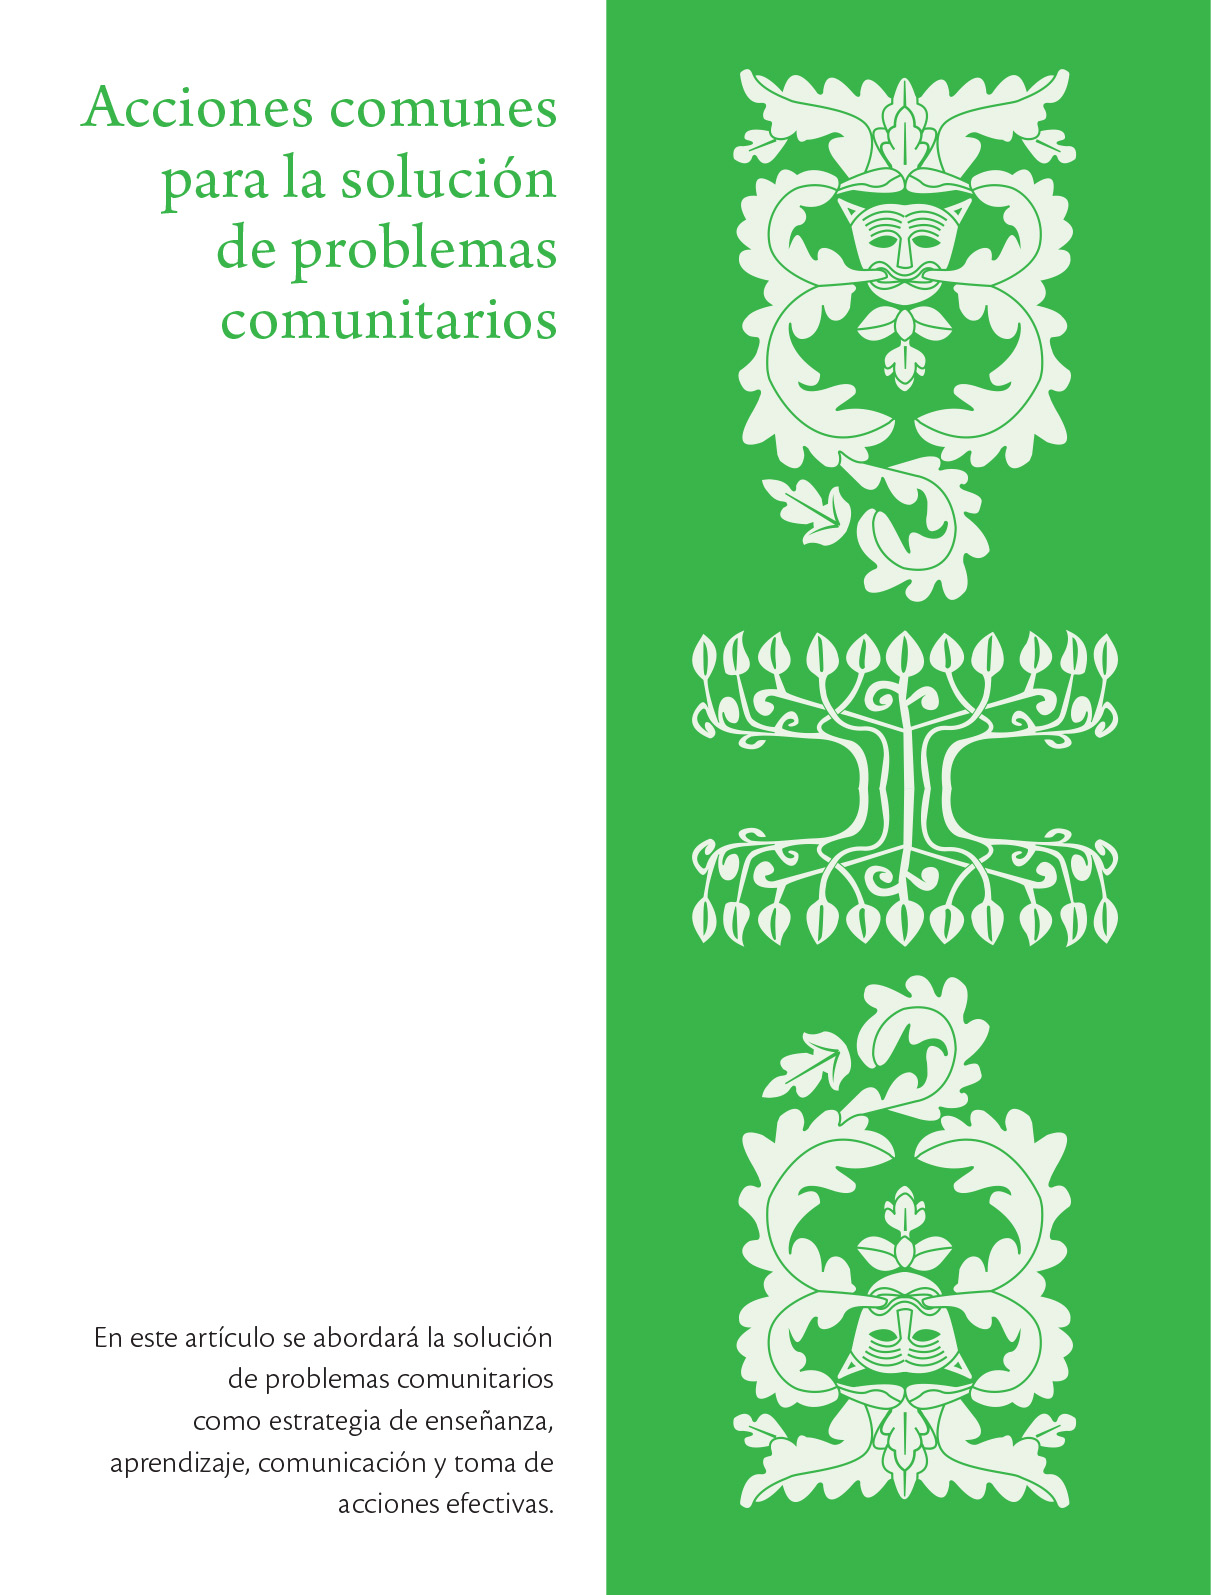 Acciones comunes
para la solución
de problemas
comunitarios
En este artículo se abordará la solución
de problemas comunitarios
como estrategia de enseñanza,
aprendizaje, comunicación y toma de
acciones efectivas.